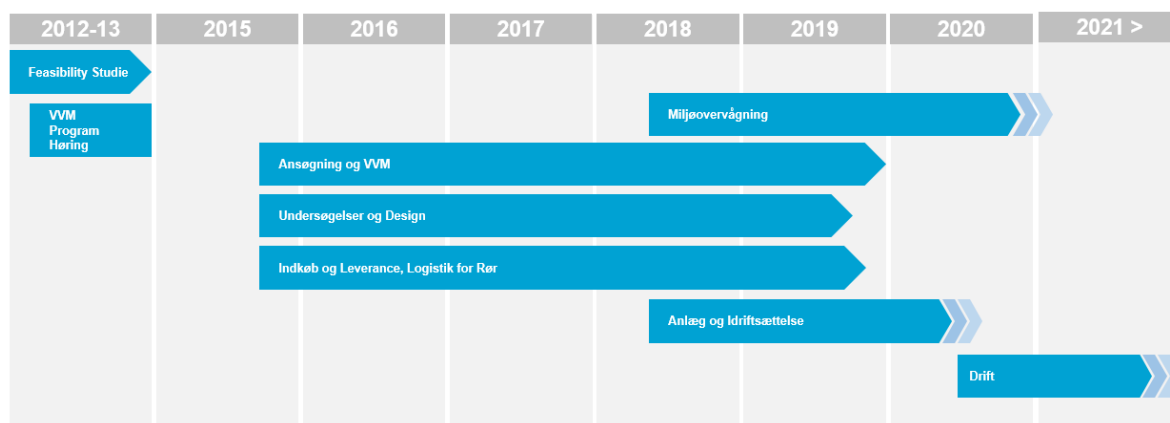 2012-13 2015 2016 2017 2018 2019 2020 2021 >
Feasibility Studie
VVM
Program
Høring
Miljøovervågning
Ansøgning og VVM
Undersøgelser og Design
Indkøb og Leverance, Logistik for Rør
Anlæg og Idriftsættelse
Drift